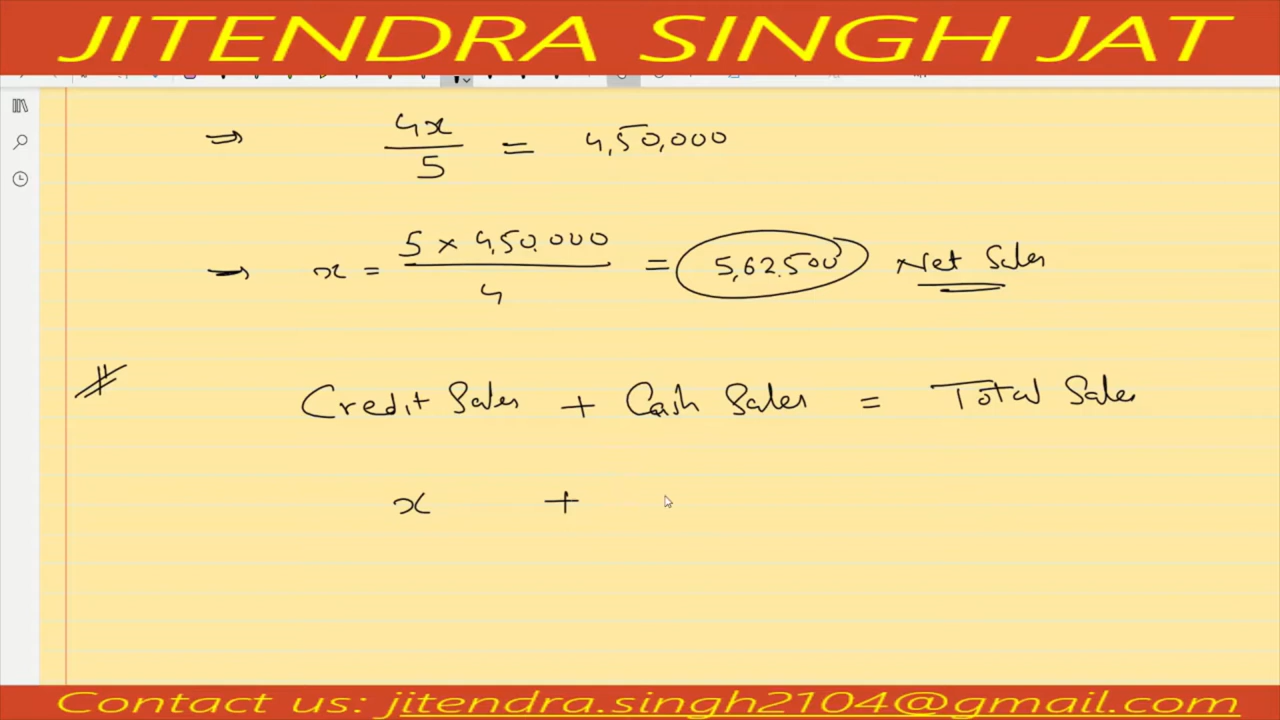 JITENDRA SINGH JAT
⇒ 4x/5 = 4,50,000
→ x = 5 × 4,50,000/4 = 5,62,500 Net Sales
Credit Sales + Cash Sales = Total Sales
x +
Contact us: jitendra.singh2104@gmail.com